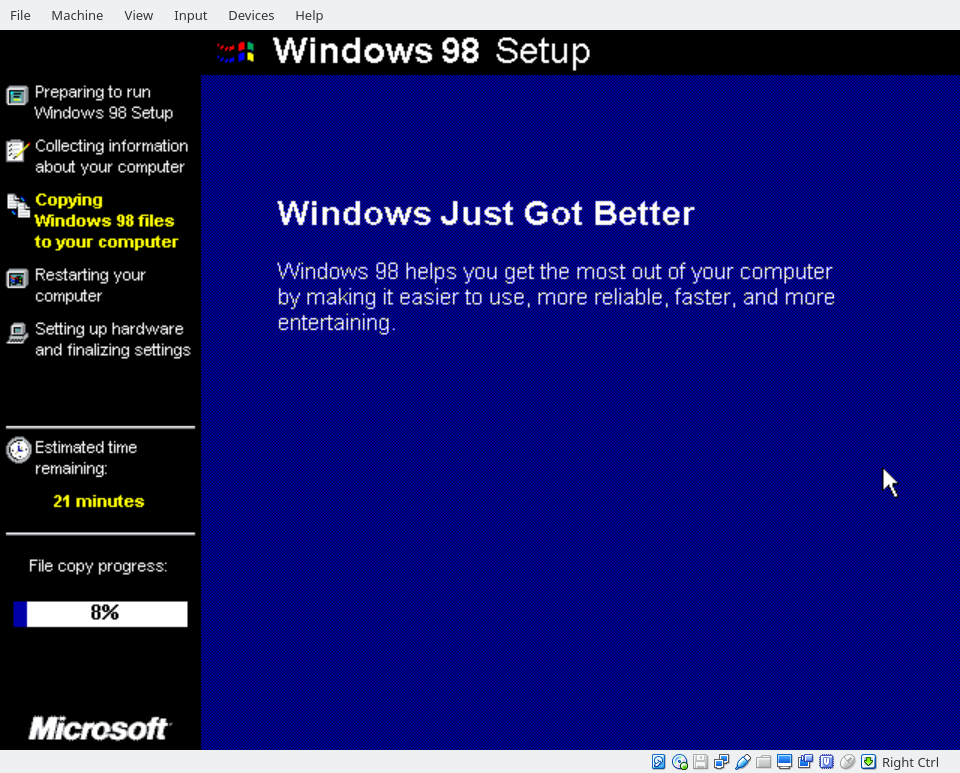 File Machine View Input Devices Help
Windows 98 Setup
Preparing to run
Windows 98 Setup
Collecting information
about your computer
Copying
Windows 98 files
to your computer
Restarting your
computer
Setting up hardware
and finalizing settings
Estimated time
remaining:
21 minutes
File copy progress:
8%
Microsoft
Windows Just Got Better
Windows 98 helps you get the most out of your computer
by making it easier to use, more reliable, faster, and more
entertaining.
Right Ctrl